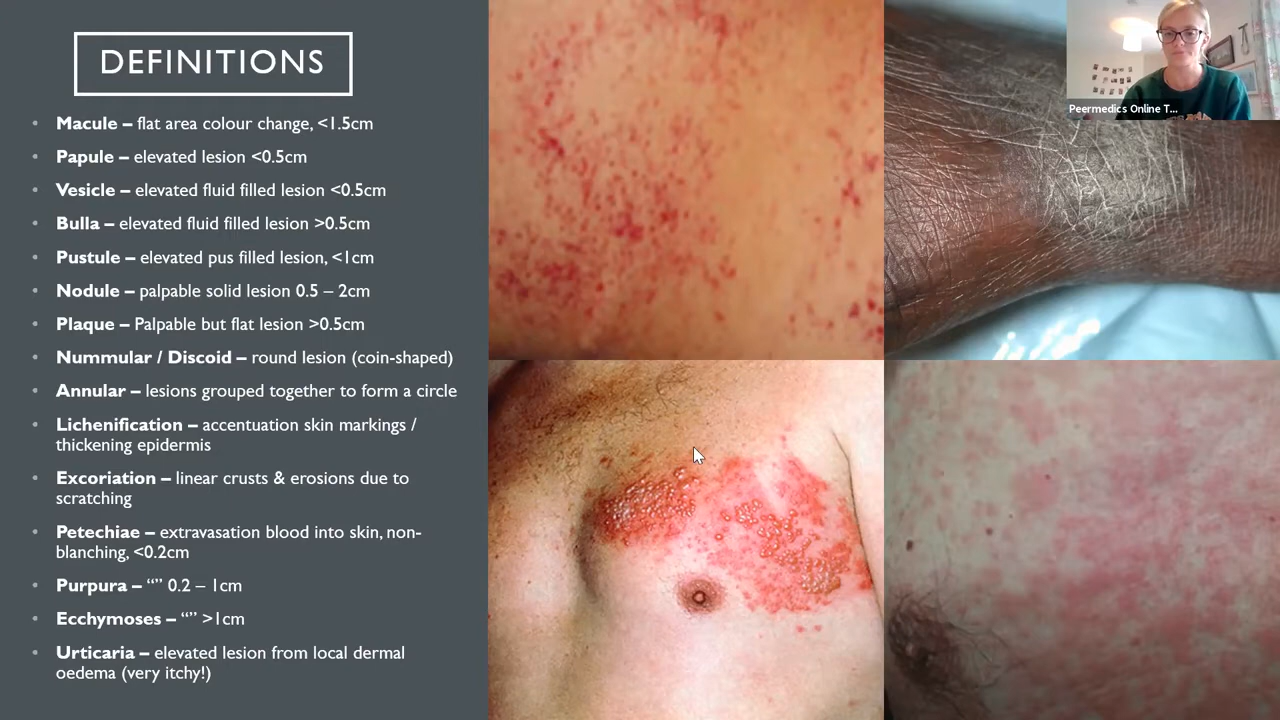 DEFINITIONS
• Macule – flat area colour change, <1.5cm
• Papule – elevated lesion <0.5cm
• Vesicle – elevated fluid filled lesion <0.5cm
• Bulla – elevated fluid filled lesion >0.5cm
• Pustule – elevated pus filled lesion, <1cm
• Nodule – palpable solid lesion 0.5 – 2cm
• Plaque – Palpable but flat lesion >0.5cm
• Nummular / Discoid – round lesion (coin-shaped)
• Annular – lesions grouped together to form a circle
• Lichenification – accentuation skin markings /
thickening epidermis
• Excoriation – linear crusts & erosions due to
scratching
• Petechiae – extravasation blood into skin, non-
blanching, <0.2cm
• Purpura – “” 0.2 – 1cm
• Ecchymoses – “” >1cm
• Urticaria – elevated lesion from local dermal
oedema (very itchy!)
Peermedics Online T...